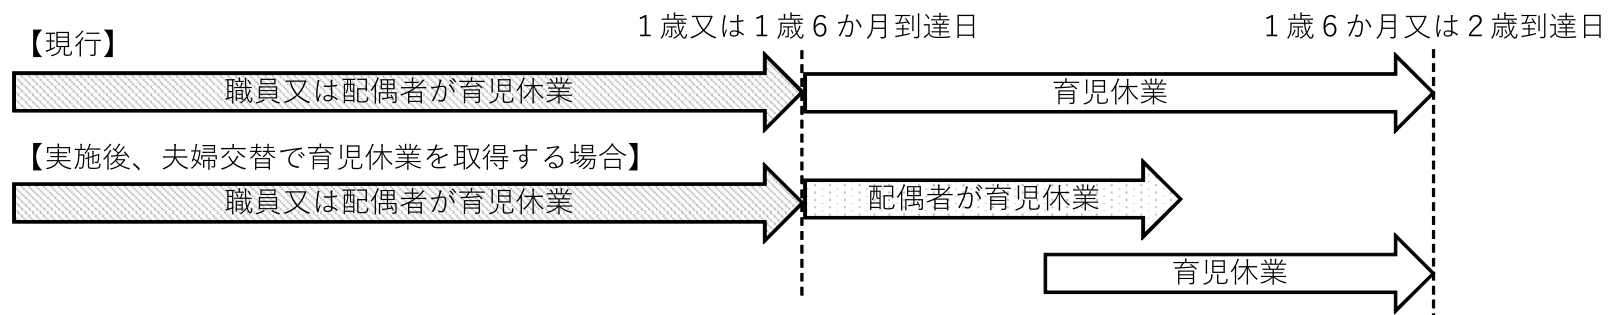 １歳又は１歳６か月到達日
１歳６か月又は２歳到達日
【現行】
職員又は配偶者が育児休業
育児休業
【実施後、夫婦交替で育児休業を取得する場合】
職員又は配偶者が育児休業
配偶者が育児休業
育児休業